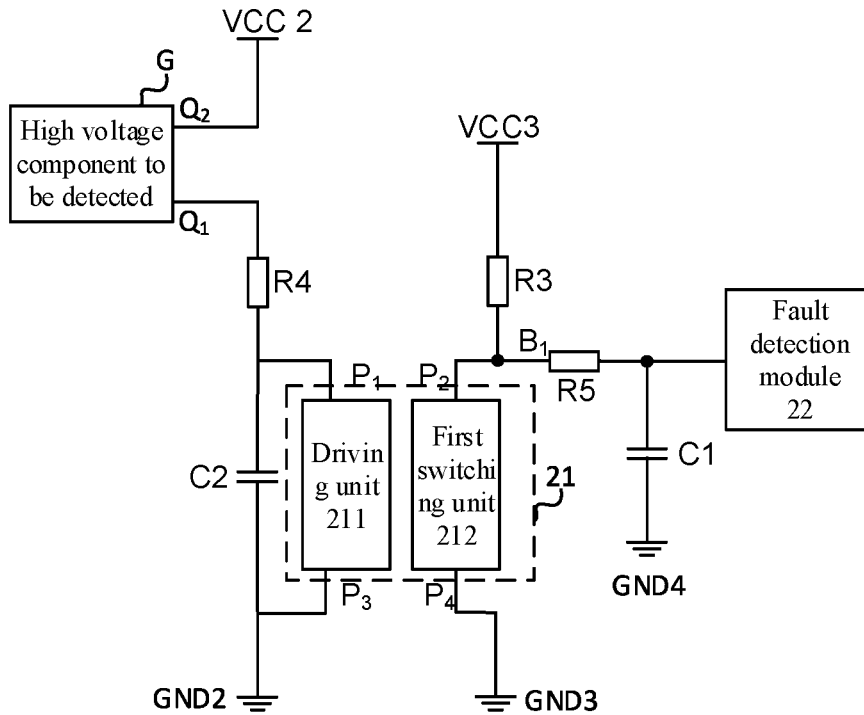 VCC 2
G
Q₂
High voltage
component to
be detected
Q₁
VCC3
R4
R3
B₁
R5
Fault
detection
module
22
P₁
P₂
C2
Drivin
g unit
211
First
switchi
ng unit
212
21
C1
P₃
P₄
GND4
GND2
GND3